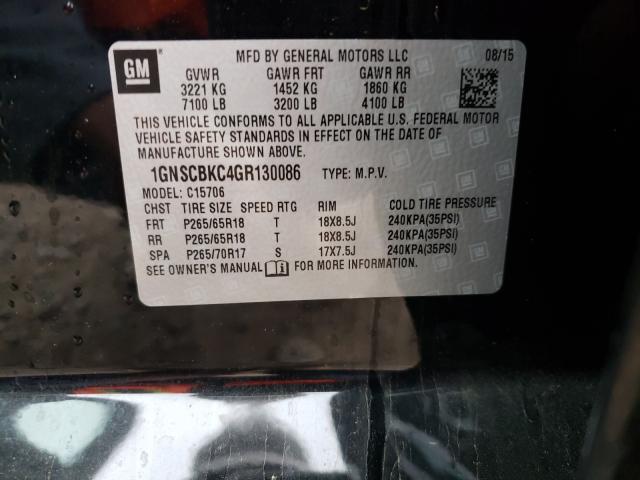 GM
MFD BY GENERAL MOTORS LLC 08/15
GVWR GAWR FRT GAWR RR
3221 KG 1452 KG 1860 KG
7100 LB 3200 LB 4100 LB
THIS VEHICLE CONFORMS TO ALL APPLICABLE U.S. FEDERAL MOTOR
VEHICLE SAFETY STANDARDS IN EFFECT ON THE DATE OF
MANUFACTURE SHOWN ABOVE.
1GNSCBKC4GR130086 TYPE: M.P.V.
MODEL: C15706
CHST TIRE SIZE SPEED RTG RIM COLD TIRE PRESSURE
FRT P265/65R18 T 18X8.5J 240KPA(35PSI)
RR P265/65R18 T 18X8.5J 240KPA(35PSI)
SPA P265/70R17 S 17X7.5J 240KPA(35PSI)
SEE OWNER'S MANUAL FOR MORE INFORMATION.